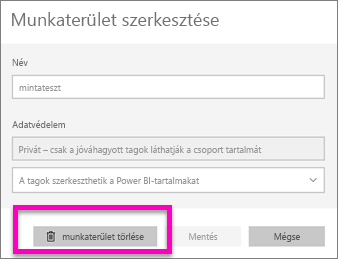 Munkaterület szerkesztése
Név
mintateszt
Adatvédelem
Privát – csak a jóváhagyott tagok láthatják a csoport tartalmát
A tagok szerkeszthetik a Power BI-tartalmakat
munkaterület törlése
Mentés
Mégse